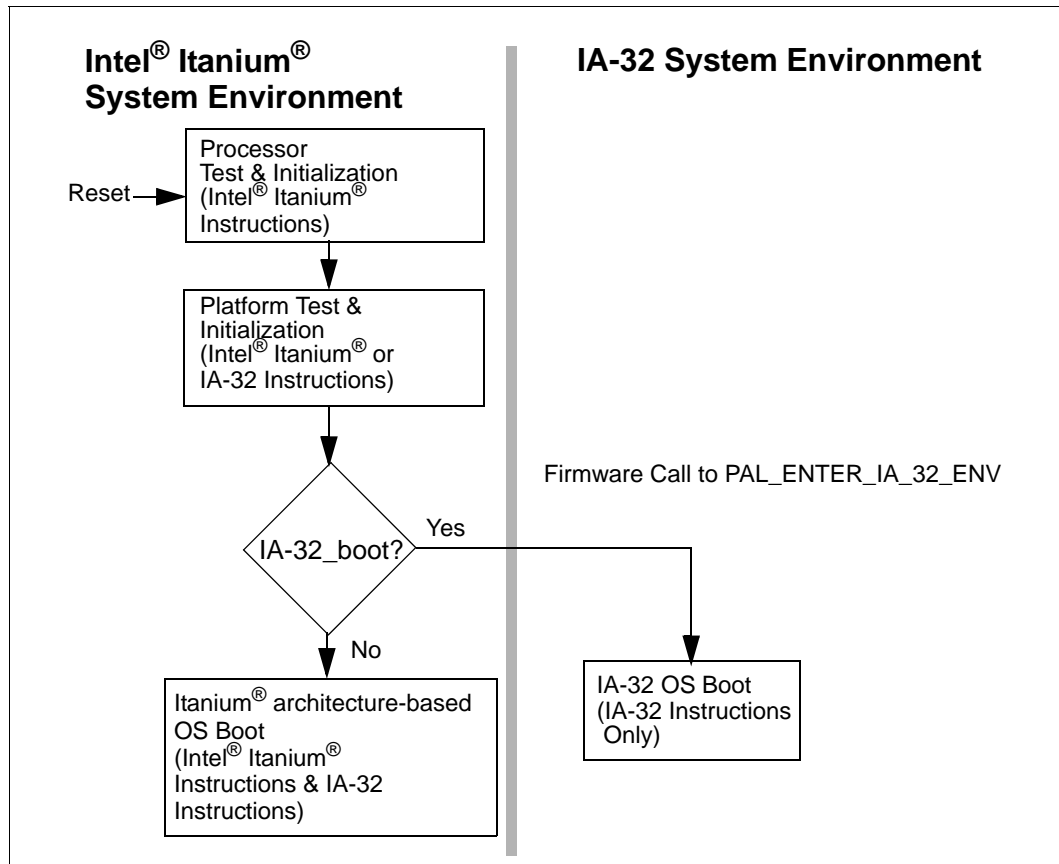 Intel® Itanium®
System Environment
IA-32 System Environment
Processor
Test & Initialization
(Intel® Itanium®
Instructions)
Reset
Platform Test &
Initialization
(Intel® Itanium® or
IA-32 Instructions)
Firmware Call to PAL_ENTER_IA_32_ENV
Yes
IA-32_boot?
No
Itanium® architecture-based
OS Boot
(Intel® Itanium®
Instructions & IA-32
Instructions)
IA-32 OS Boot
(IA-32 Instructions
Only)